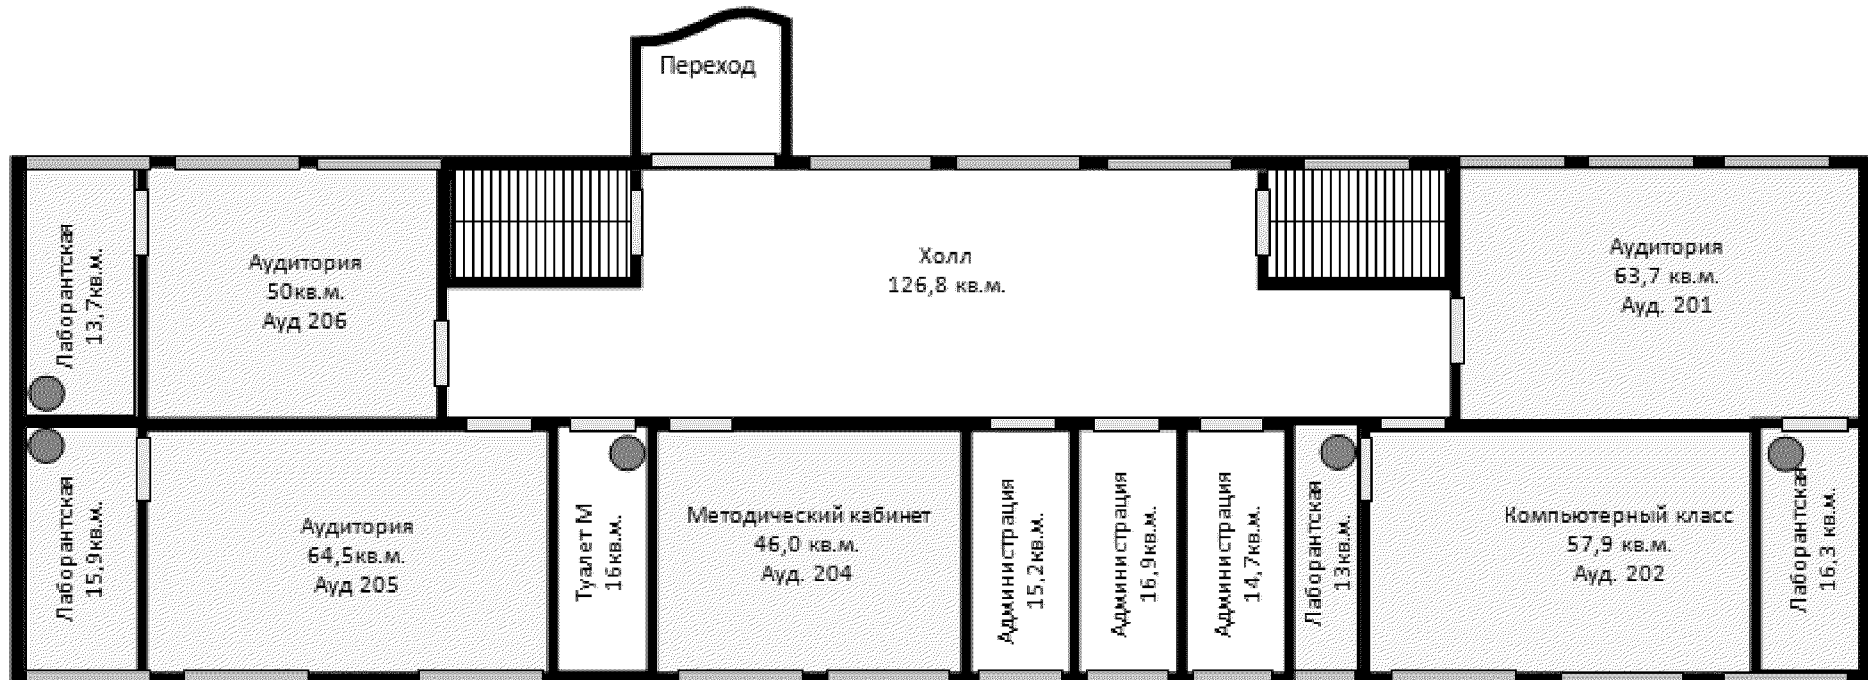 Переход
Лаборантская
13,7кв.м.
Аудитория
50кв.м.
Ауд 206
Холл
126,8 кв.м.
Аудитория
63,7 кв.м.
Ауд. 201
Лаборантская
15,9кв.м.
Аудитория
64,5кв.м.
Ауд 205
Туалет М
16кв.м.
Методический кабинет
46,0 кв.м.
Ауд. 204
Администрация
15,2кв.м.
Администрация
16,9кв.м.
Администрация
14,7кв.м.
Лаборантская
13кв.м.
Компьютерный класс
57,9 кв.м.
Ауд. 202
Лаборантская
16,3 кв.м.